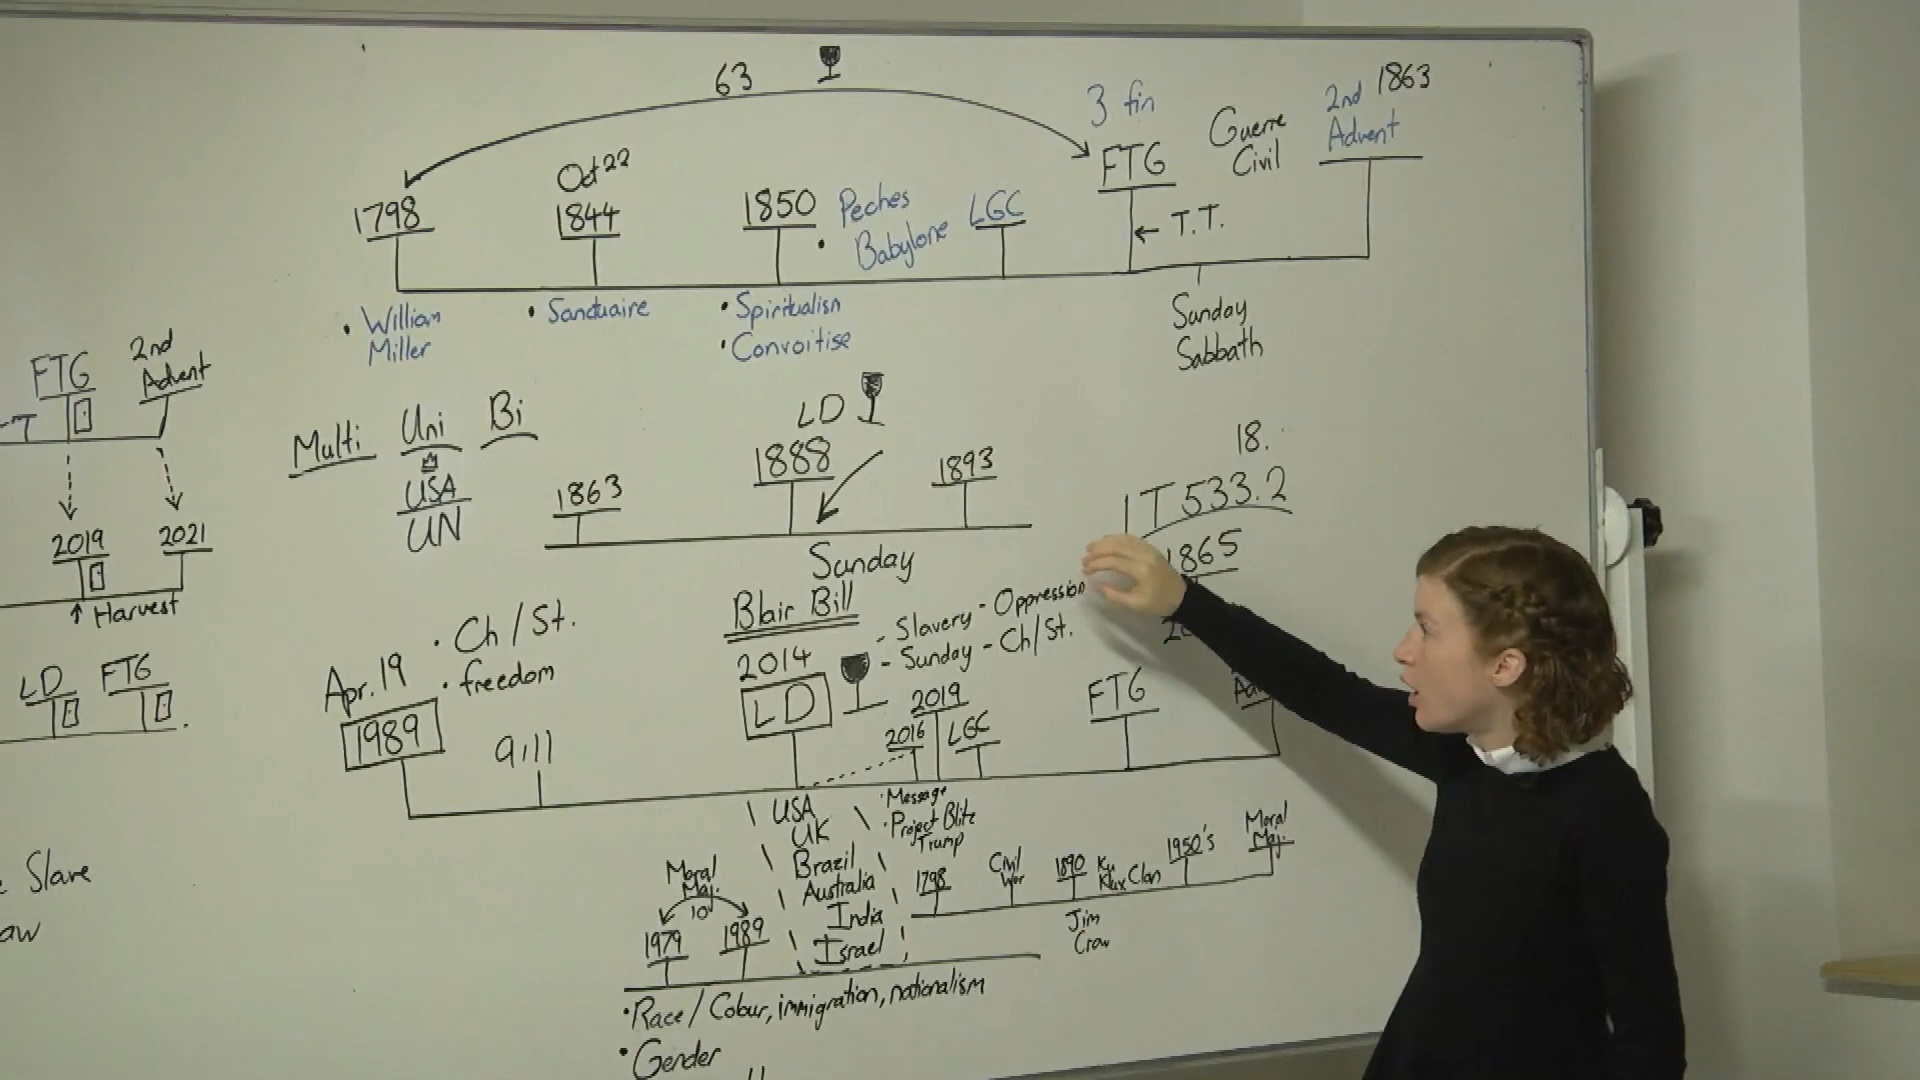 63
1863
3 fin
2nd
Advent
Guerre
Civil
FTG
Oct 22
1798
1844
1850
Peches
Babylone
LGC
← T.T.
• William
Miller
• Sanctuaire
• Spiritualism
• Convoitise
Sunday
Sabbath
FTG
2nd
Advent
2019
2021
↑ Harvest
LD
FTG
Slave
Multi
Uni
Bi
USA
UN
LD
1863
1888
1893
Sunday
18.
1T 533.2
1865
Blair Bill
- Slavery - Oppression
- Sunday - Ch/St.
• Ch/St.
• freedom
Apr. 19
1989
9/11
2014
LD
2016
2019
LGC
FTG
USA
UK
Brazil
Australia
India
Israel
• Message
• Project Blitz
Trump
Moral
Maj.
10
1979
1989
1798
Civil
War
1890
Ku
Klux Clan
1950's
Moral
Maj.
Jim
Crow
• Race/Colour, immigration, nationalism
• Gender